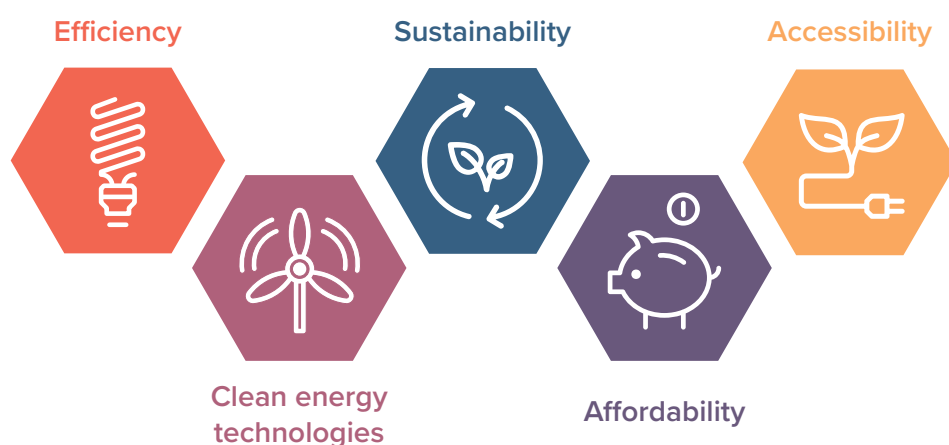 Efficiency
Sustainability
Accessibility
Clean energy
technologies
Affordability